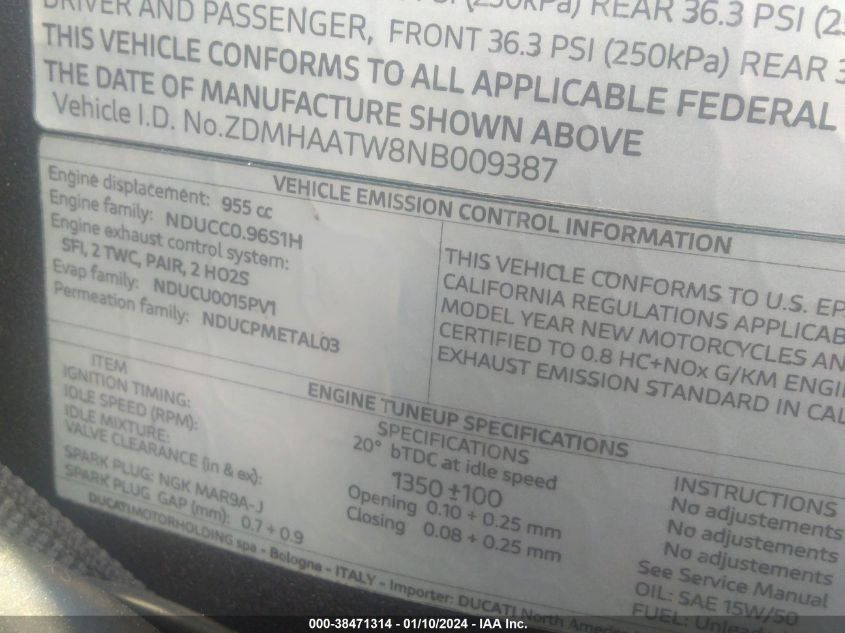 PSI (250kPa) REAR 36.3 PSI
DRIVER AND PASSENGER, FRONT 36.3 PSI (250kPa) REAR
THIS VEHICLE CONFORMS TO ALL APPLICABLE FEDERAL
THE DATE OF MANUFACTURE SHOWN ABOVE
Vehicle I.D. No.ZDMHAATW8NB009387
VEHICLE EMISSION CONTROL INFORMATION
Engine displacement: 955 cc
Engine family: NDUCC0.96S1H
Engine exhaust control system:
SFI, 2 TWC, PAIR, 2 HO2S
Evap family: NDUCU0015PV1
Permeation family: NDUCPMETAL03
THIS VEHICLE CONFORMS TO U.S. EP
CALIFORNIA REGULATIONS APPLICAB
MODEL YEAR NEW MOTORCYCLES AN
CERTIFIED TO 0.8 HC+NOx G/KM ENGI
EXHAUST EMISSION STANDARD IN CAL
ENGINE TUNEUP SPECIFICATIONS
ITEM SPECIFICATIONS INSTRUCTIONS
IGNITION TIMING: 20° bTDC at idle speed No adjustements
IDLE SPEED (RPM): 1350 ±100 No adjustements
IDLE MIXTURE: No adjustements
VALVE CLEARANCE (in & ex): Opening 0.10 ÷ 0.25 mm See Service Manual
Closing 0.08 ÷ 0.25 mm
SPARK PLUG: NGK MAR9A-J OIL: SAE 15W/50
SPARK PLUG GAP (mm): 0.7 ÷ 0.9 FUEL: Unlead
DUCATIMOTORHOLDING spa - Bologna - ITALY - Importer: DUCATI North Americ
000-38471314 - 01/10/2024 - IAA Inc.